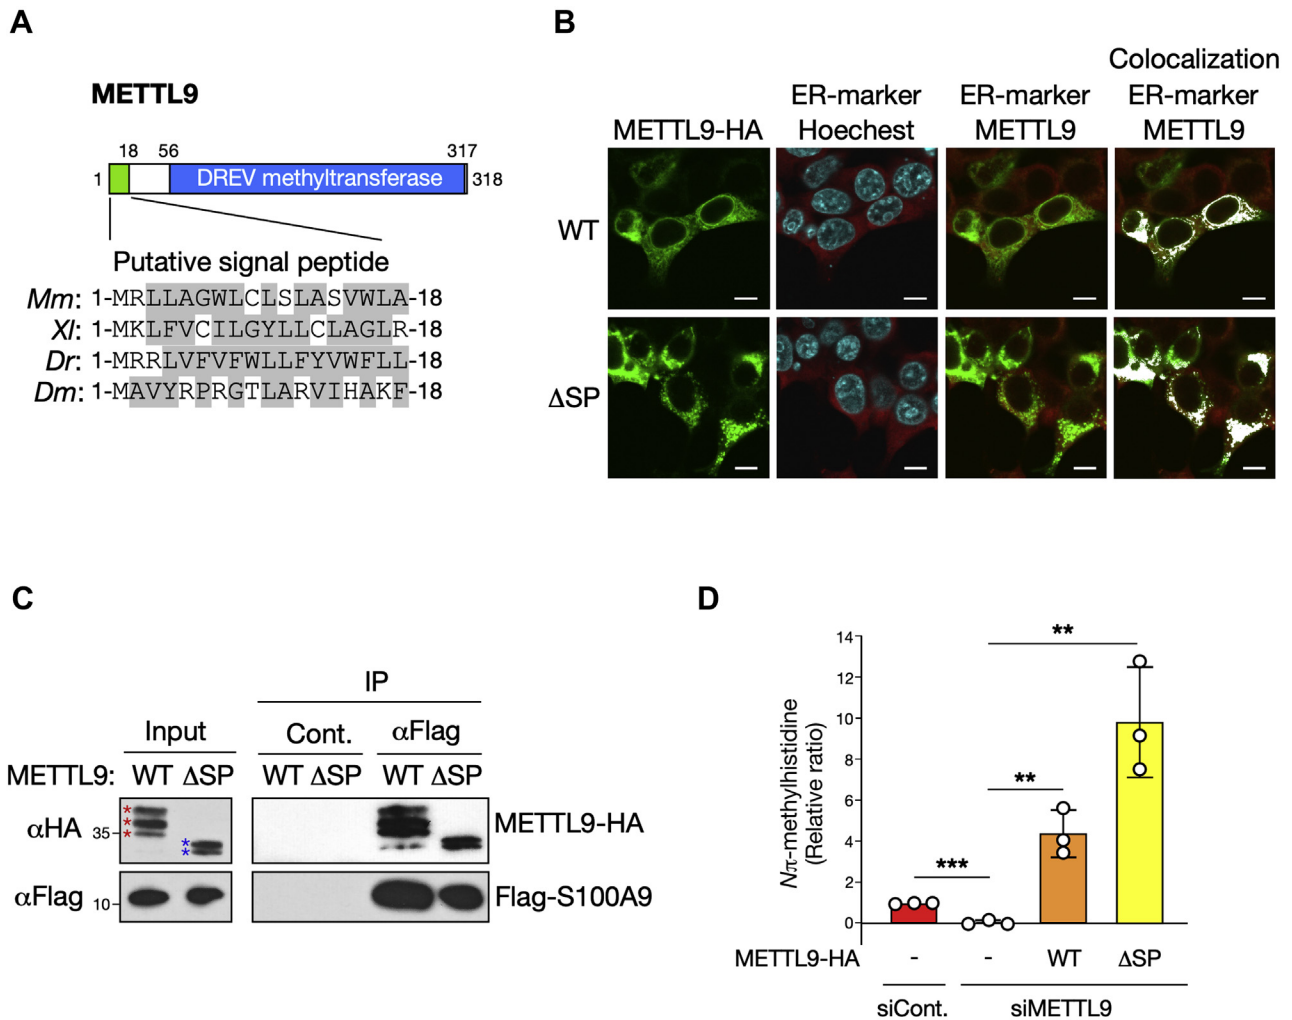 A
METTL9
18 56 317
1 DREV methyltransferase 318
Putative signal peptide
Mm: 1-MRLLAGWLCLSLASVWLA-18
Xl: 1-MKLFVCILGYLLCLAGLR-18
Dr: 1-MRRLVFVFWLLFYVWFLL-18
Dm: 1-MAVYRPRGTLARVIHAKF-18
B
Colocalization
ER-marker ER-marker ER-marker
METTL9-HA Hoechest METTL9 METTL9
WT
ΔSP
C
IP
Input Cont. αFlag
METTL9: WT ΔSP WT ΔSP WT ΔSP
αHA 35 * * * * * METTL9-HA
αFlag 10 Flag-S100A9
D
Nπ-methylhistidine
(Relative ratio)
14
12
10
8
6
4
2
0
**
**
***
METTL9-HA - - WT ΔSP
siCont. siMETTL9